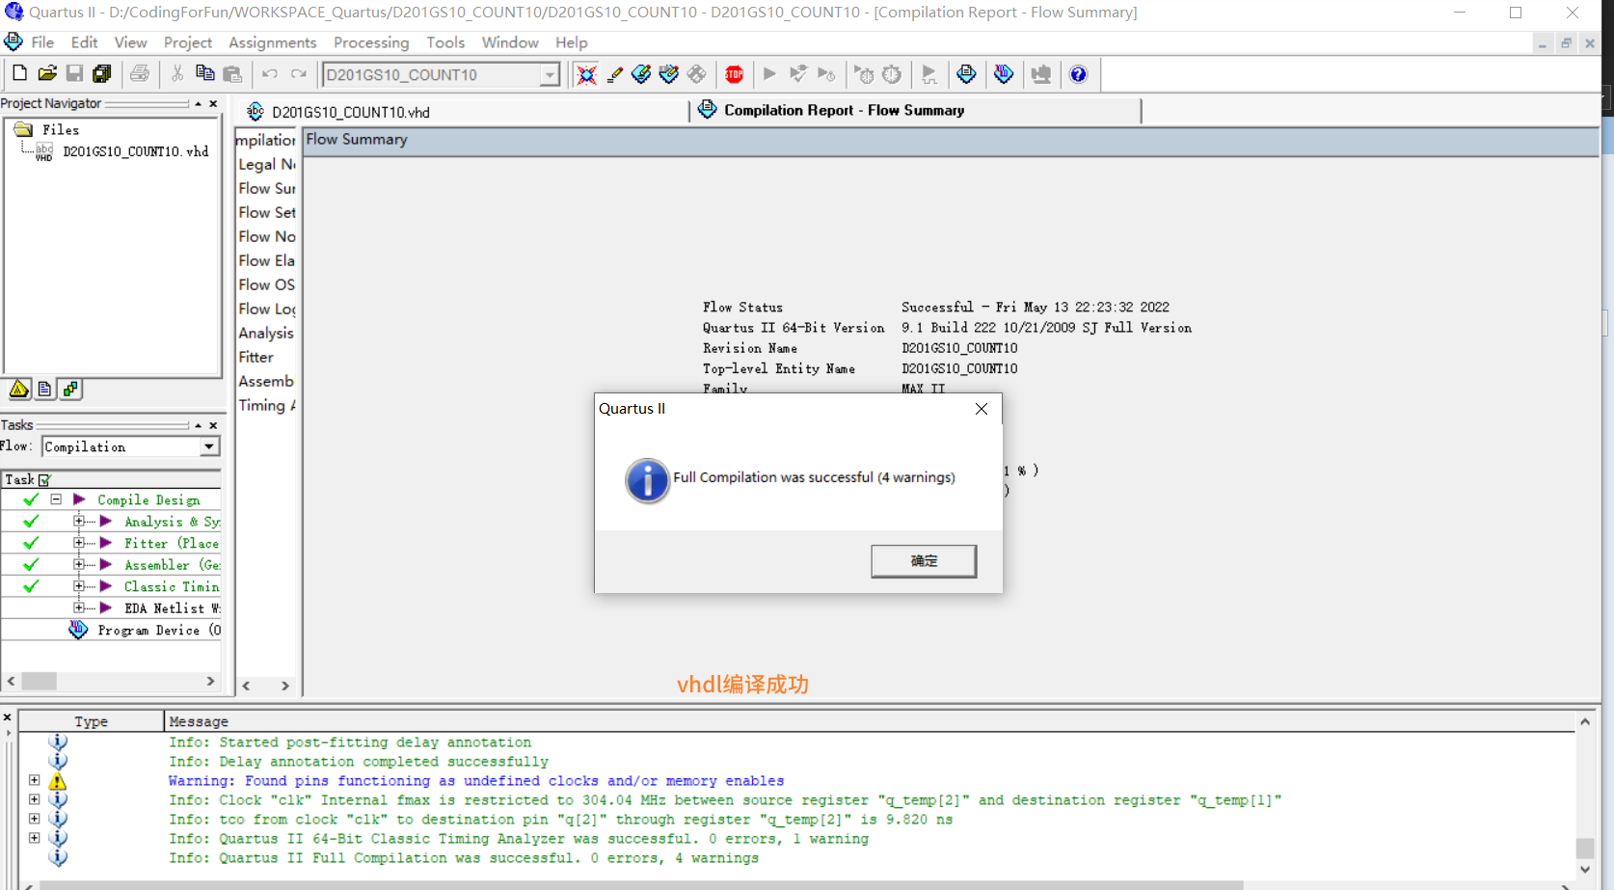 Quartus II - D:/CodingForFun/WORKSPACE_Quartus/D201GS10_COUNT10/D201GS10_COUNT10 - D201GS10_COUNT10 - [Compilation Report - Flow Summary]
File Edit View Project Assignments Processing Tools Window Help
D201GS10_COUNT10
STOP
Project Navigator
Files
D201GS10_COUNT10.vhd
Tasks
Flow: Compilation
Task
Compile Design
Analysis & Sy
Fitter (Place
Assembler (Ge
Classic Timin
EDA Netlist W
Program Device (O
abc D201GS10_COUNT10.vhd
Compilation Report - Flow Summary
mpilation
Legal N
Flow Sur
Flow Set
Flow No
Flow Ela
Flow OS
Flow Log
Analysis
Fitter
Assemb
Timing A
Flow Summary
Flow Status Successful - Fri May 13 22:23:32 2022
Quartus II 64-Bit Version 9.1 Build 222 10/21/2009 SJ Full Version
Revision Name D201GS10_COUNT10
Top-level Entity Name D201GS10_COUNT10
Family MAX II
1 % )
)
Quartus II
Full Compilation was successful (4 warnings)
确定
vhdl编译成功
Type Message
Info: Started post-fitting delay annotation
Info: Delay annotation completed successfully
Warning: Found pins functioning as undefined clocks and/or memory enables
Info: Clock "clk" Internal fmax is restricted to 304.04 MHz between source register "q_temp[2]" and destination register "q_temp[1]"
Info: tco from clock "clk" to destination pin "q[2]" through register "q_temp[2]" is 9.820 ns
Info: Quartus II 64-Bit Classic Timing Analyzer was successful. 0 errors, 1 warning
Info: Quartus II Full Compilation was successful. 0 errors, 4 warnings